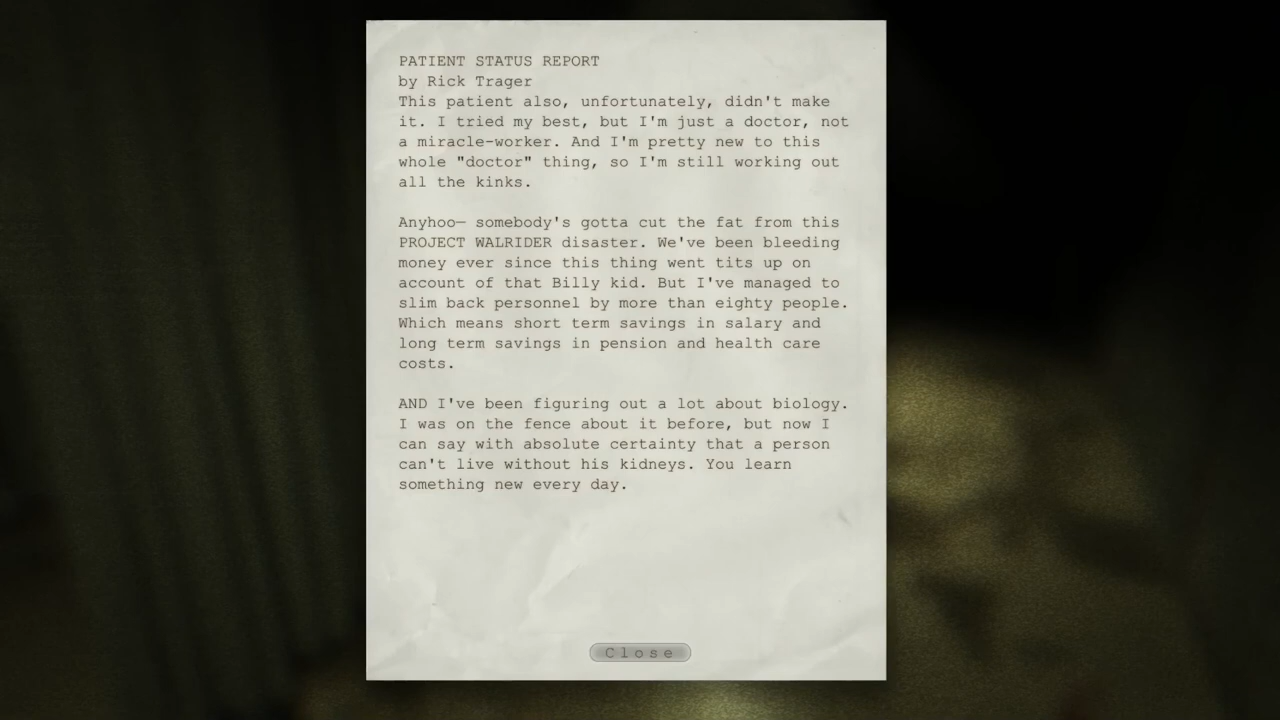 PATIENT STATUS REPORT
by Rick Trager
This patient also, unfortunately, didn't make
it. I tried my best, but I'm just a doctor, not
a miracle-worker. And I'm pretty new to this
whole "doctor" thing, so I'm still working out
all the kinks.
Anyhoo— somebody's gotta cut the fat from this
PROJECT WALRIDER disaster. We've been bleeding
money ever since this thing went tits up on
account of that Billy kid. But I've managed to
slim back personnel by more than eighty people.
Which means short term savings in salary and
long term savings in pension and health care
costs.
AND I've been figuring out a lot about biology.
I was on the fence about it before, but now I
can say with absolute certainty that a person
can't live without his kidneys. You learn
something new every day.
Close